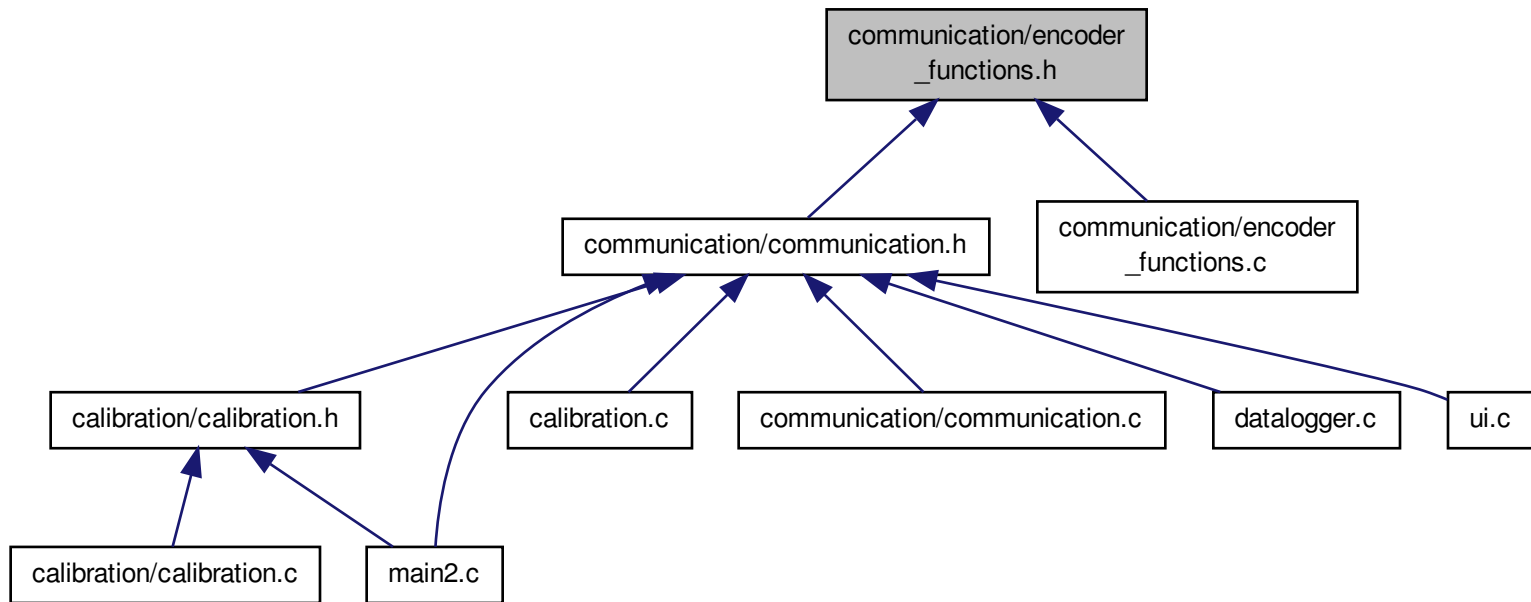 communication/encoder
_functions.h
communication/communication.h
communication/encoder
_functions.c
calibration/calibration.h
calibration.c
communication/communication.c
datalogger.c
ui.c
calibration/calibration.c
main2.c